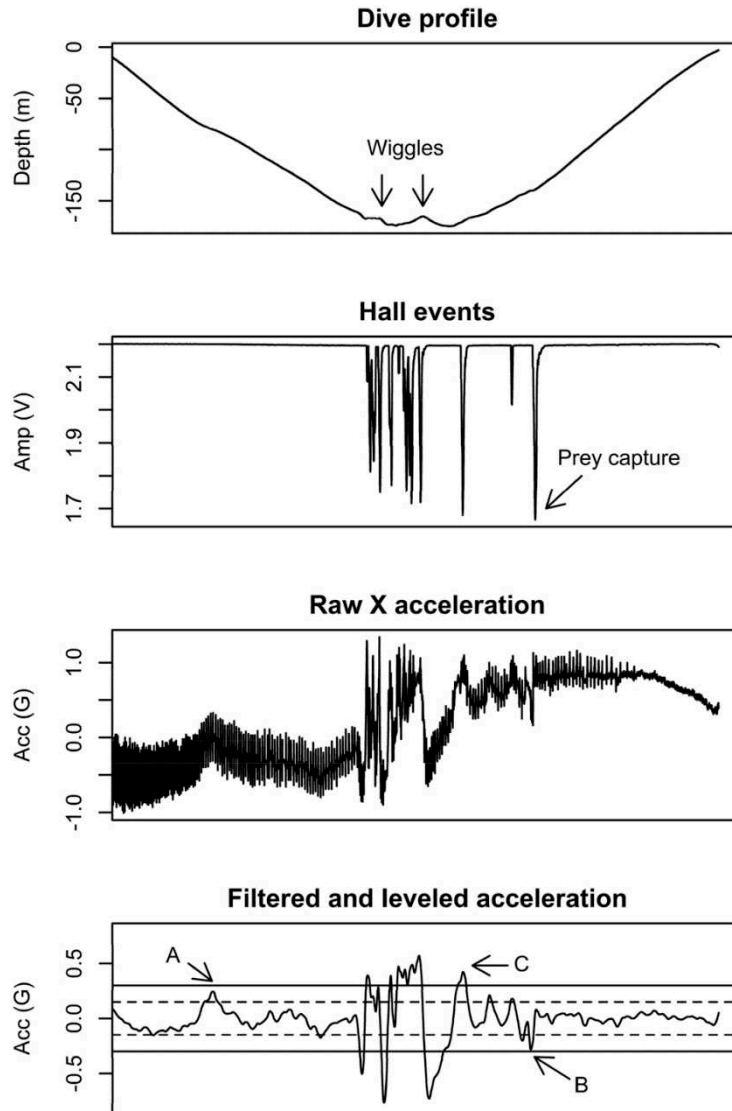 Dive profile
0
-50
-150
Depth (m)
Wiggles
Hall events
2.1
1.9
1.7
Amp (V)
Prey capture
Raw X acceleration
1.0
0.0
-1.0
Acc (G)
Filtered and leveled acceleration
0.5
0.0
-0.5
Acc (G)
A
C
B